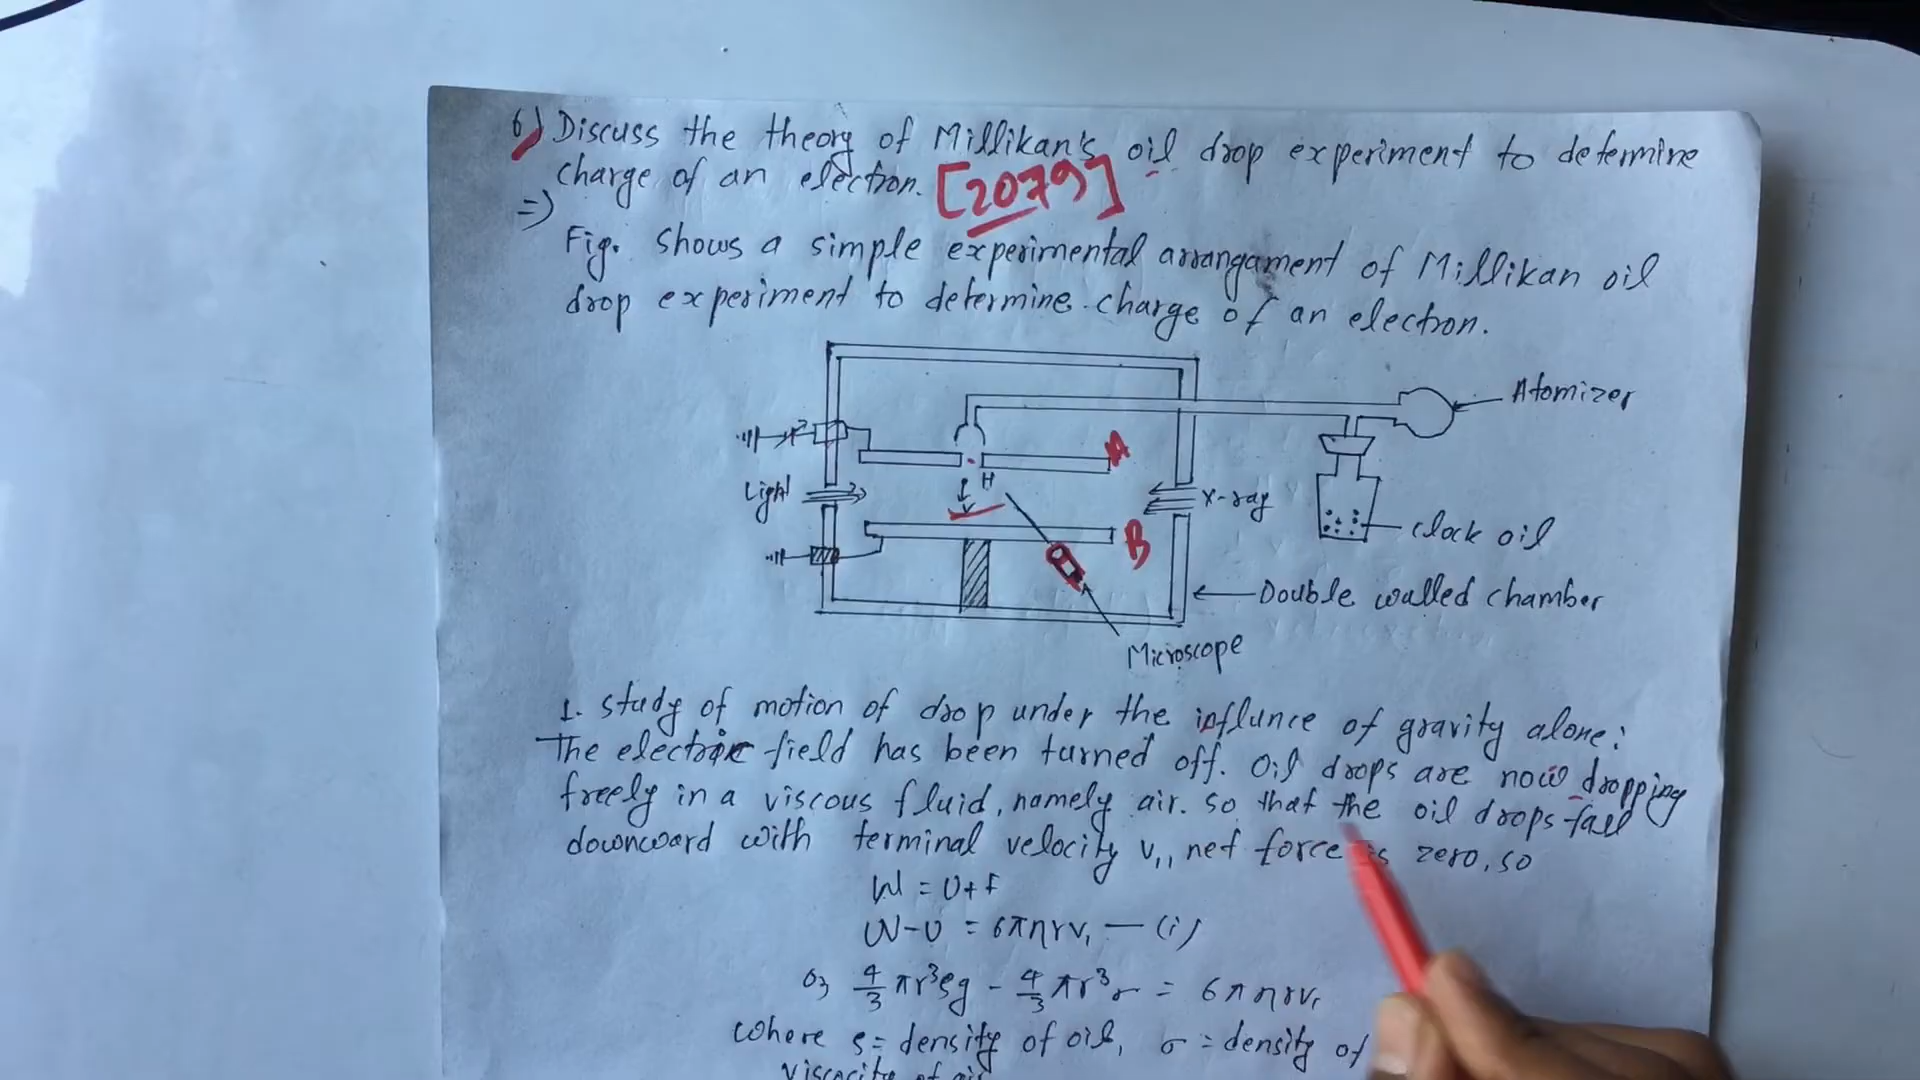 6) Discuss the theory of Millikan's oil drop experiment to determine
charge of an electron. [2079]
=)
Fig. shows a simple experimental arrangament of Millikan oil
drop experiment to determine charge of an electron.
Atomizer
A
H
Light
X-ray
clock oil
B
Double walled chamber
Microscope
1. study of motion of drop under the influnce of gravity alone:
The electric field has been turned off. Oil drops are now dropping
freely in a viscous fluid, namely air. so that the oil drops fall
downward with terminal velocity v₁, net force is zero, so
W = U + F
W - U = 6πηrv₁ — (i)
or 4/3 πr³ρg - 4/3 πr³σ = 6πηrv₁
where ρ = density of oil, σ = density of
viscocity of air